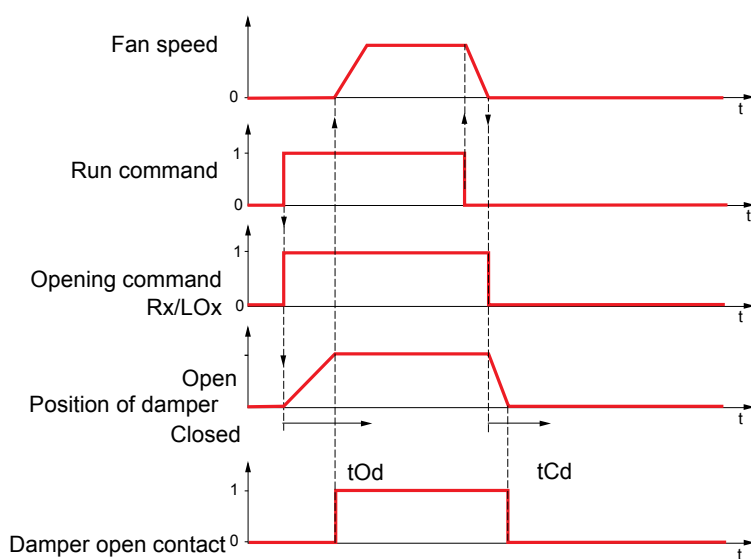 Fan speed
0
t
Run command
1
0
t
Opening command
Rx/LOx
1
0
t
Open
Position of damper
Closed
t
tOd
tCd
1
Damper open contact
0
t